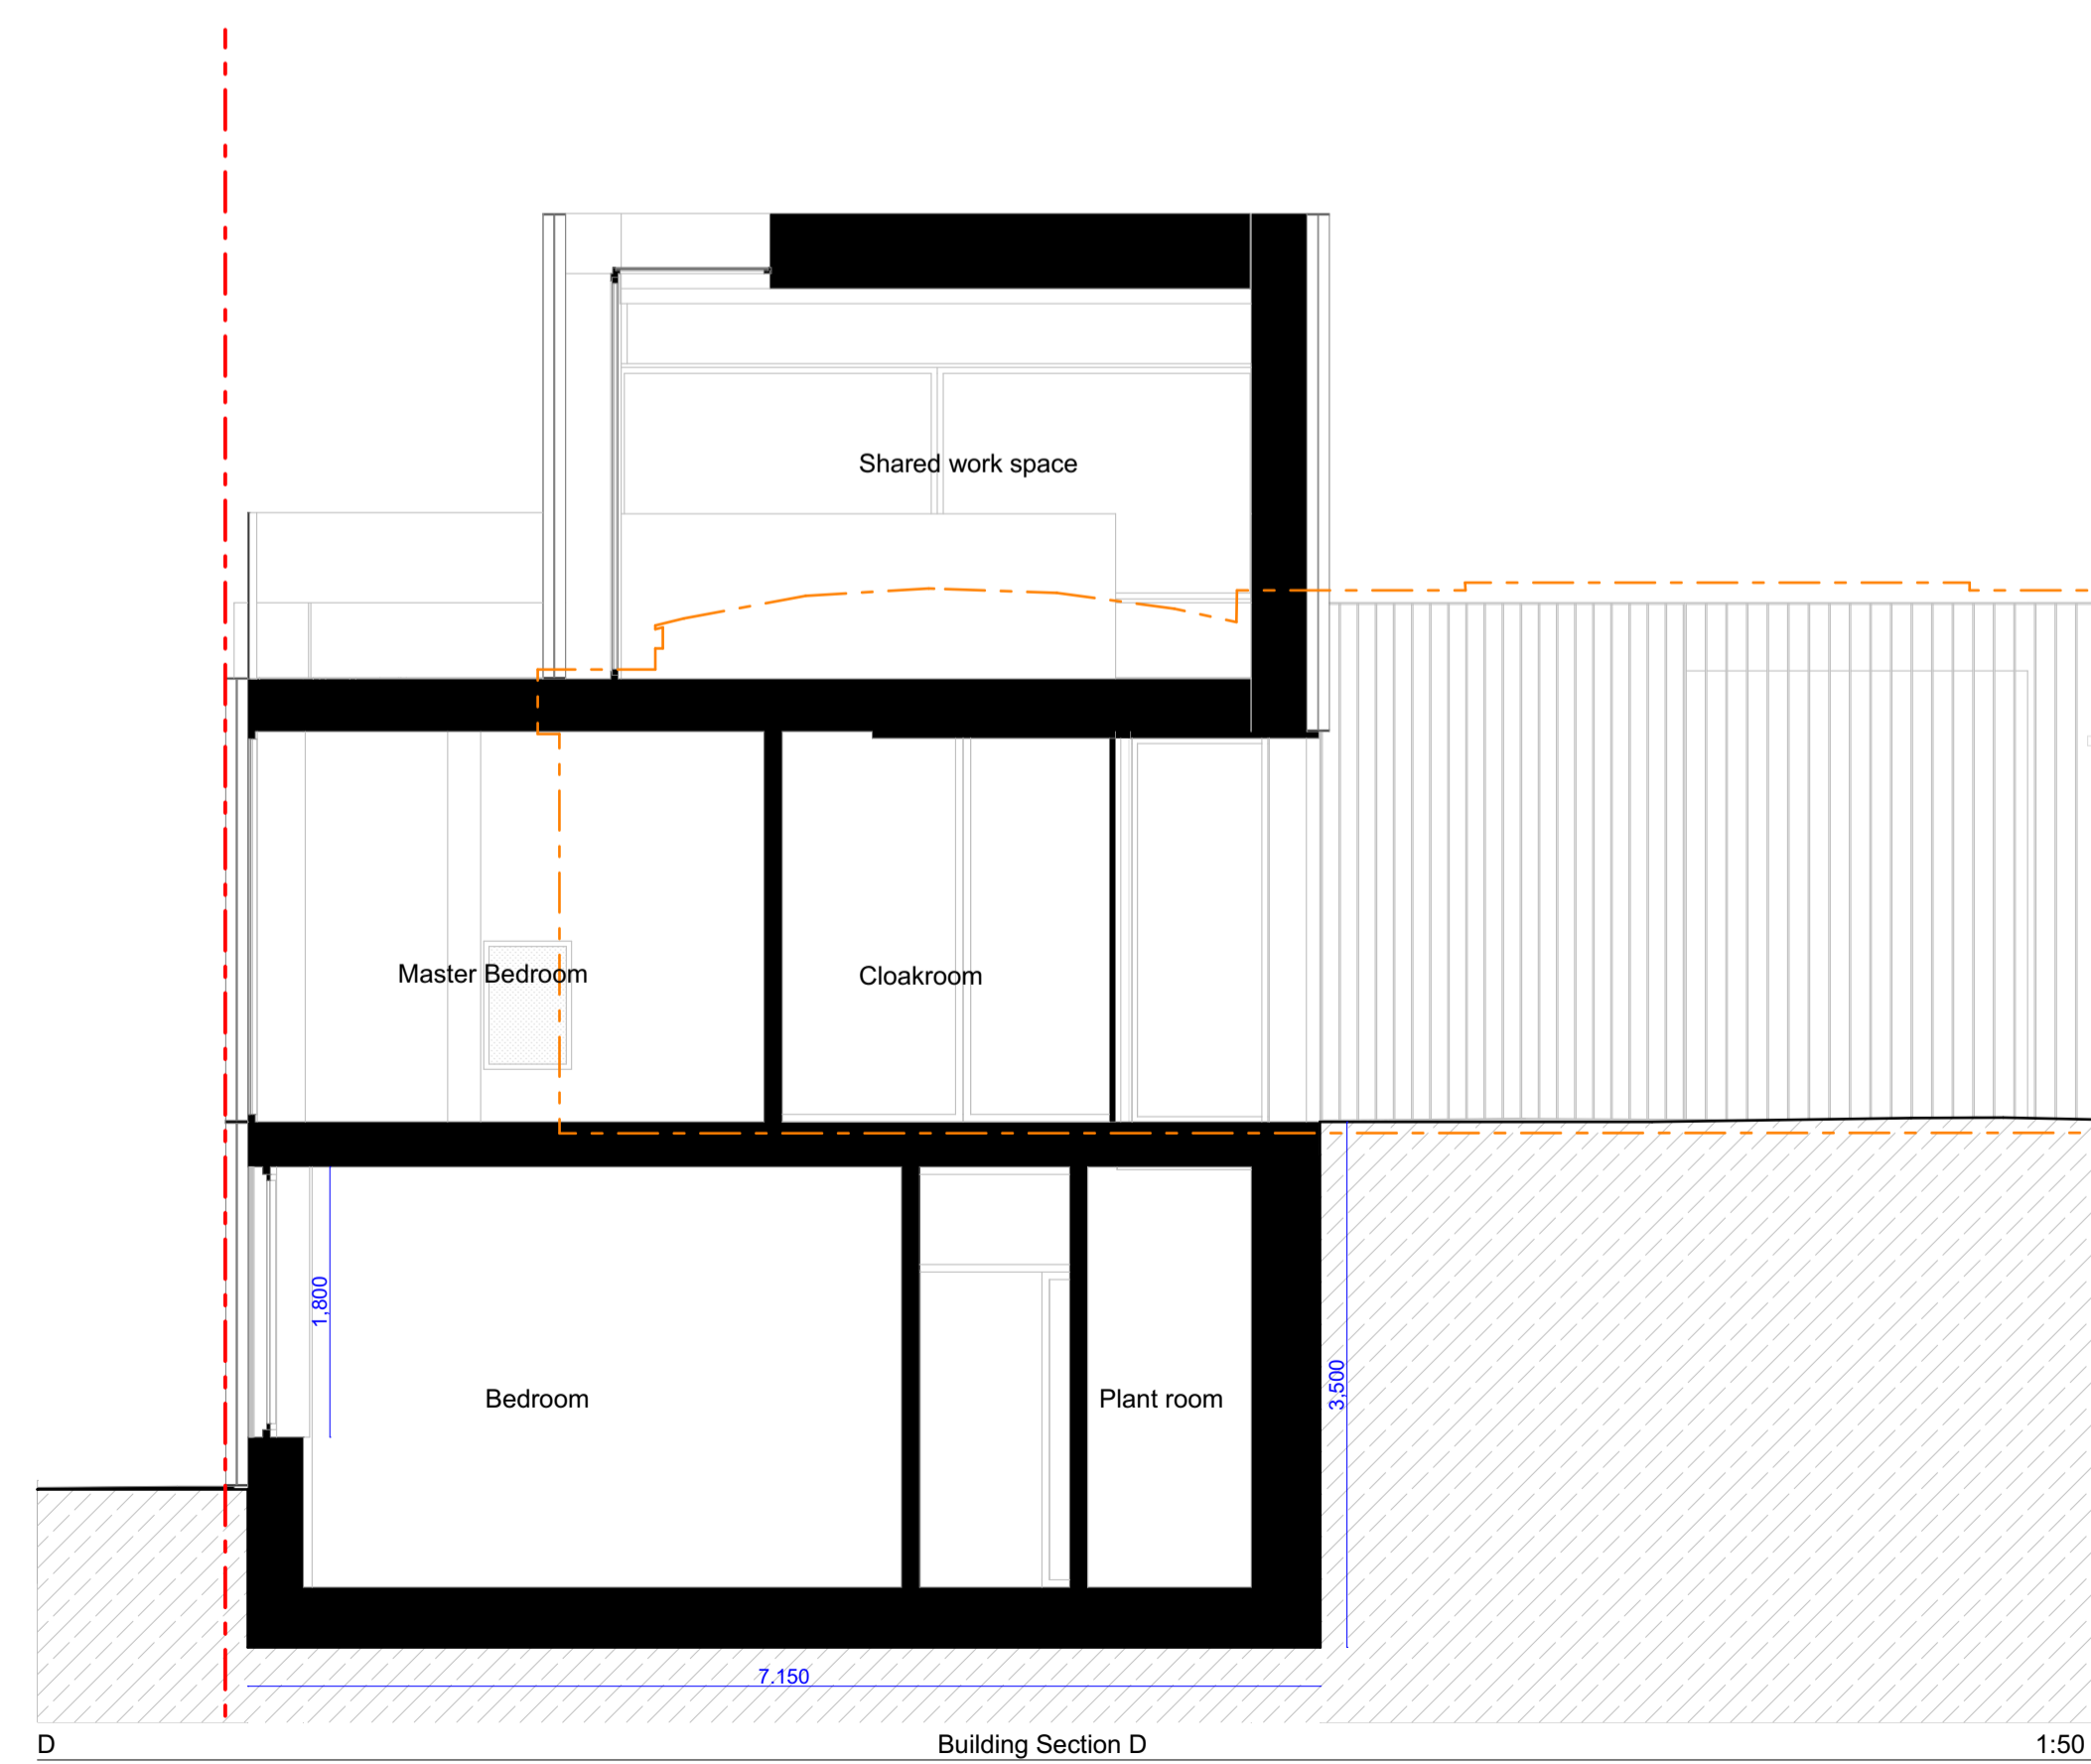 Shared work space
Master Bedroom
Cloakroom
1,800
3,500
Bedroom
Plant room
7.150
D
Building Section D
1:50